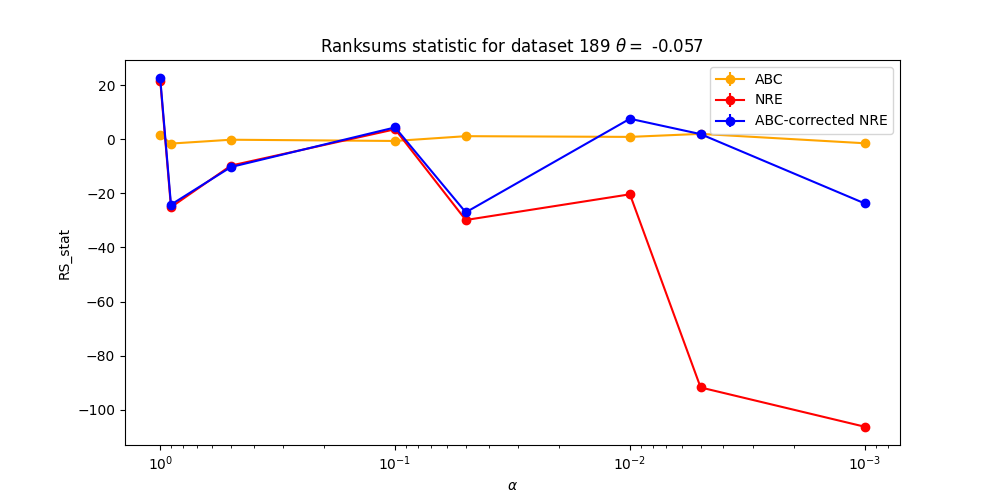 Ranksums statistic for dataset 189 θ = -0.057
ABC
NRE
ABC-corrected NRE
20
0
−20
−40
−60
−80
−100
RS_stat
10⁰
10⁻¹
10⁻²
10⁻³
α